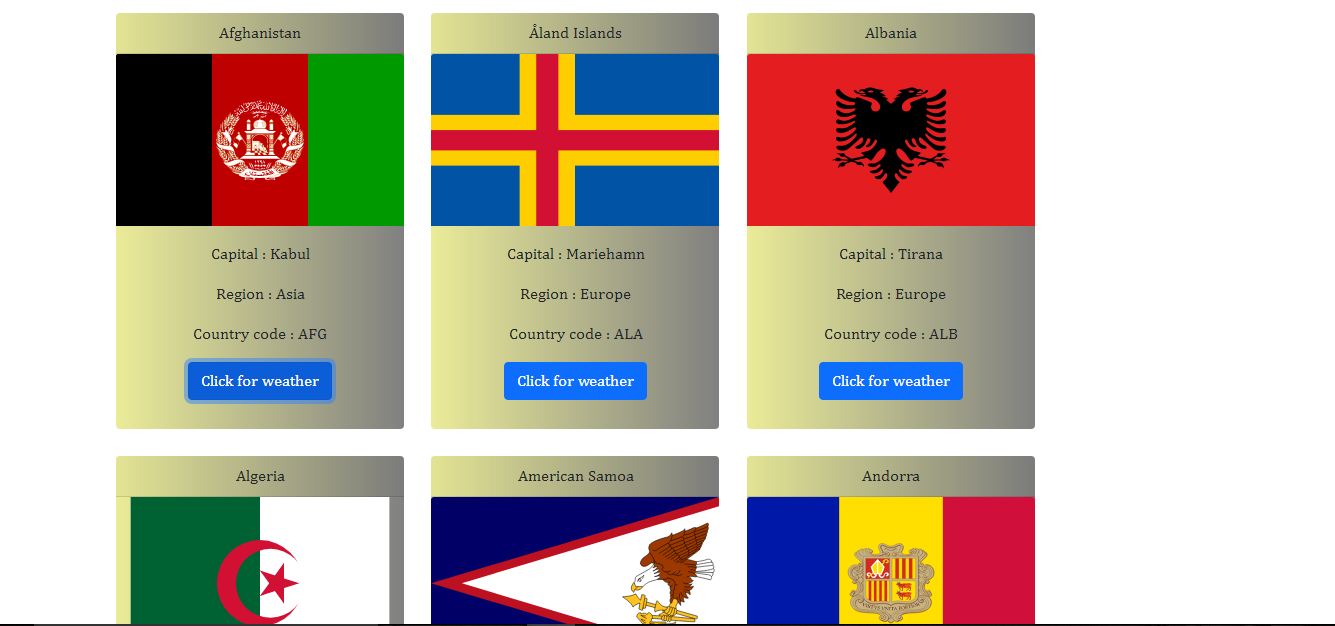 Afghanistan
Åland Islands
Albania
Capital : Kabul
Capital : Mariehamn
Capital : Tirana
Region : Asia
Region : Europe
Region : Europe
Country code : AFG
Country code : ALA
Country code : ALB
Click for weather
Click for weather
Click for weather
Algeria
American Samoa
Andorra